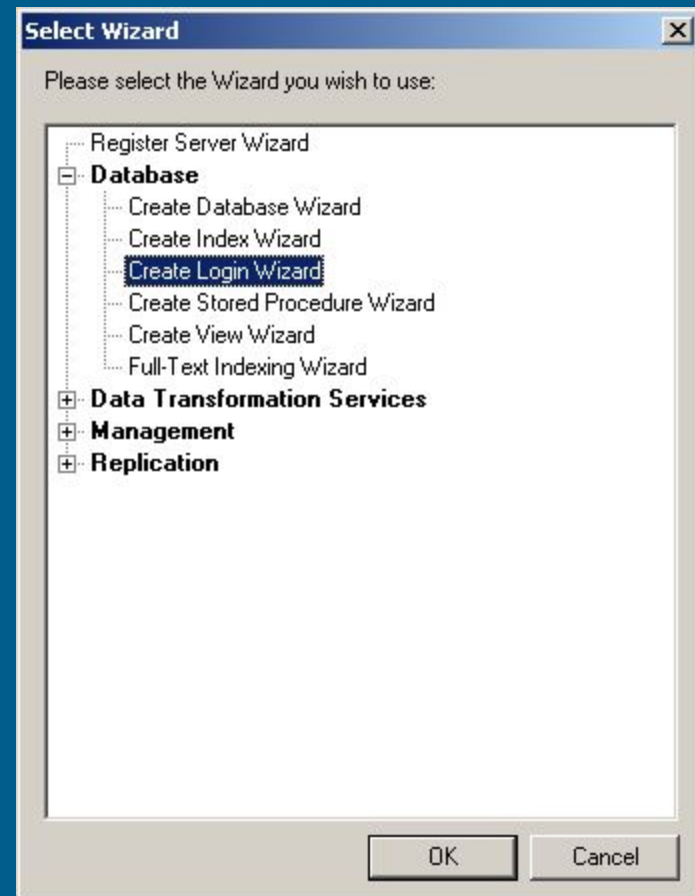 Select Wizard
Please select the Wizard you wish to use:
Register Server Wizard
Database
Create Database Wizard
Create Index Wizard
Create Login Wizard
Create Stored Procedure Wizard
Create View Wizard
Full-Text Indexing Wizard
Data Transformation Services
Management
Replication
OK Cancel